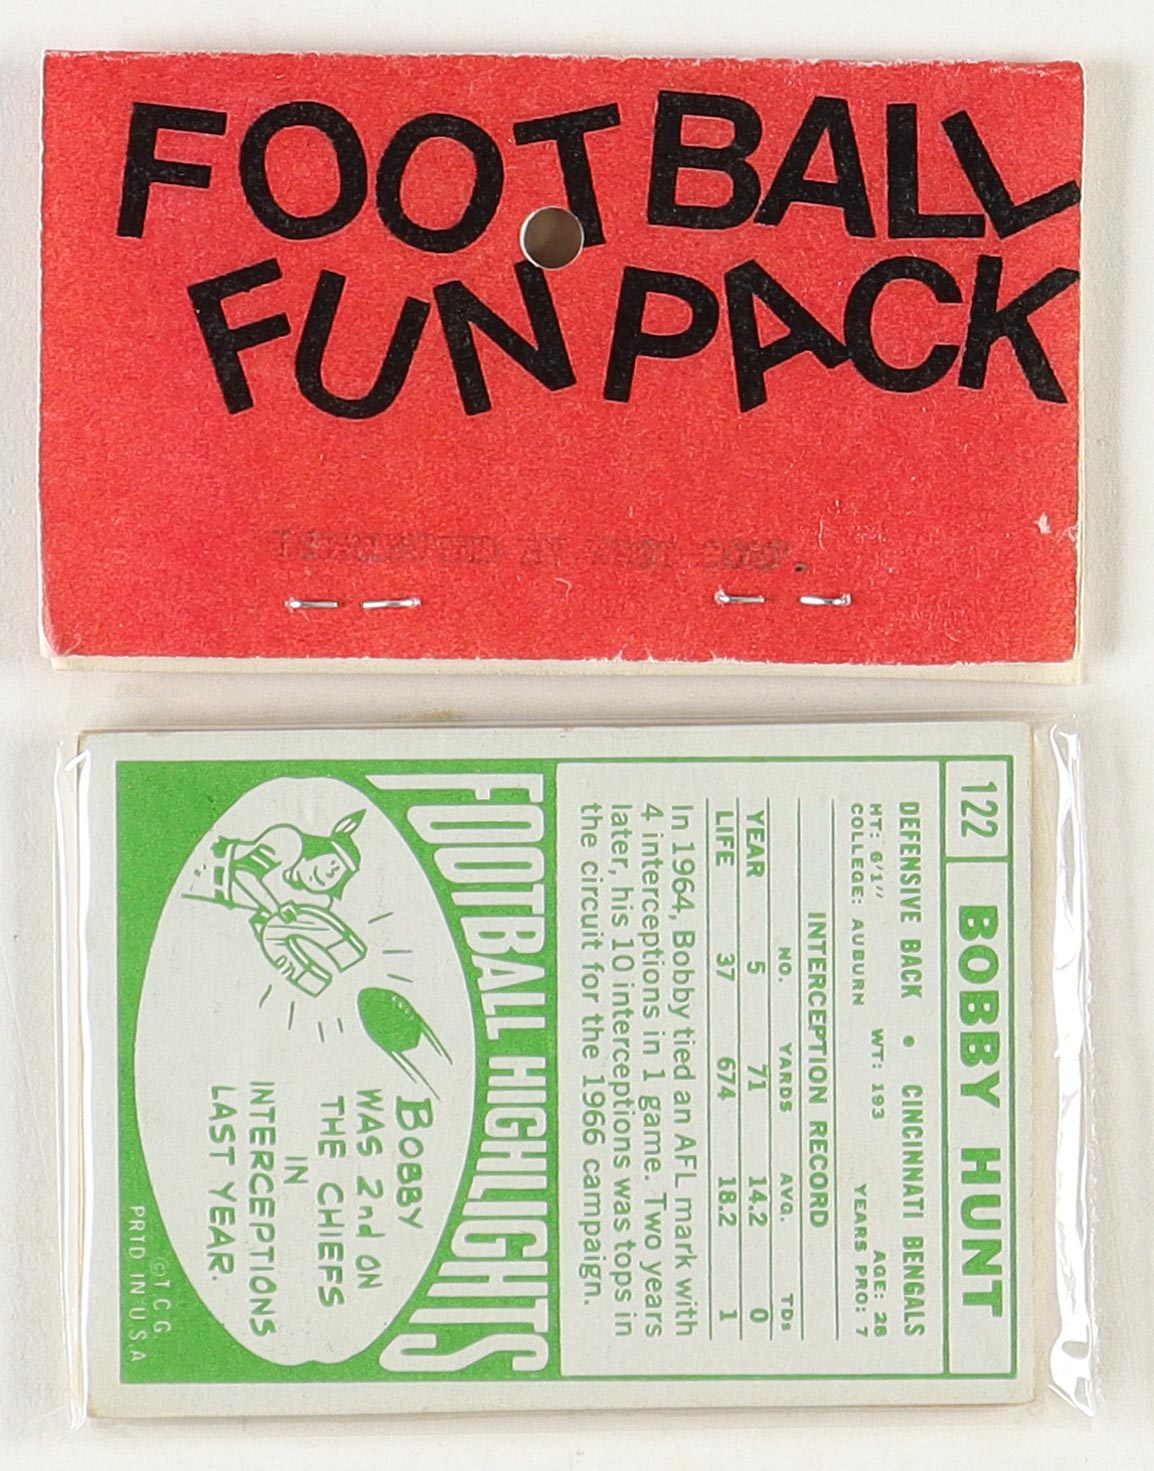 FOOTBALL
FUN PACK
122 BOBBY HUNT
DEFENSIVE BACK • CINCINNATI BENGALS
HT: 6'1" WT: 193 AGE: 28
COLLEGE: AUBURN YEARS PRO: 7
INTERCEPTION RECORD
NO. YARDS AVG. TDs
YEAR 5 71 14.2 0
LIFE 37 674 18.2 1
In 1964, Bobby tied an AFL mark with
4 interceptions in 1 game. Two years
later, his 10 interceptions was tops in
the circuit for the 1966 campaign.
FOOTBALL HIGHLIGHTS
BOBBY
WAS 2nd ON
THE CHIEFS
IN
INTERCEPTIONS
LAST YEAR.
©T.C.G.
PRTD IN U.S.A